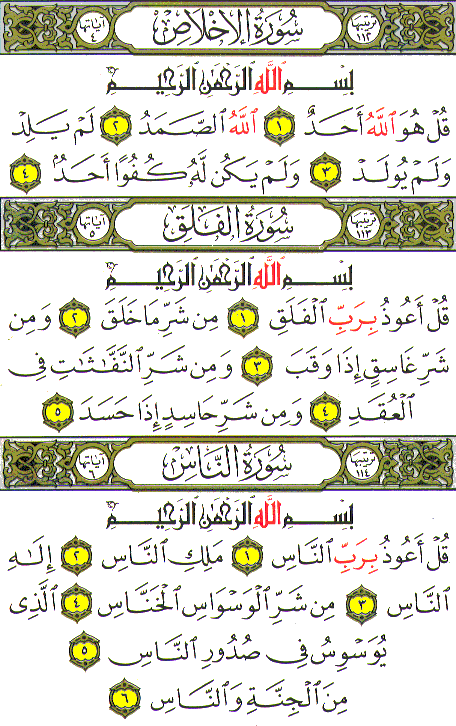 ترتيبها ١١٢ سُورَةُ الإِخْلَاصِ آياتها ٤
بِسْمِ ٱللَّهِ ٱلرَّحْمَٰنِ ٱلرَّحِيمِ
قُلْ هُوَ ٱللَّهُ أَحَدٌ ١ ٱللَّهُ ٱلصَّمَدُ ٢ لَمْ يَلِدْ
وَلَمْ يُولَدْ ٣ وَلَمْ يَكُن لَّهُۥ كُفُوًا أَحَدٌۢ ٤
ترتيبها ١١٣ سُورَةُ الفَلَقِ آياتها ٥
بِسْمِ ٱللَّهِ ٱلرَّحْمَٰنِ ٱلرَّحِيمِ
قُلْ أَعُوذُ بِرَبِّ ٱلْفَلَقِ ١ مِن شَرِّ مَا خَلَقَ ٢ وَمِن
شَرِّ غَاسِقٍ إِذَا وَقَبَ ٣ وَمِن شَرِّ ٱلنَّفَّٰثَٰتِ فِى
ٱلْعُقَدِ ٤ وَمِن شَرِّ حَاسِدٍ إِذَا حَسَدَ ٥
ترتيبها ١١٤ سُورَةُ النَّاسِ آياتها ٦
بِسْمِ ٱللَّهِ ٱلرَّحْمَٰنِ ٱلرَّحِيمِ
قُلْ أَعُوذُ بِرَبِّ ٱلنَّاسِ ١ مَلِكِ ٱلنَّاسِ ٢ إِلَٰهِ
ٱلنَّاسِ ٣ مِن شَرِّ ٱلْوَسْوَاسِ ٱلْخَنَّاسِ ٤ ٱلَّذِى
يُوَسْوِسُ فِى صُدُورِ ٱلنَّاسِ ٥
مِنَ ٱلْجِنَّةِ وَٱلنَّاسِ ٦